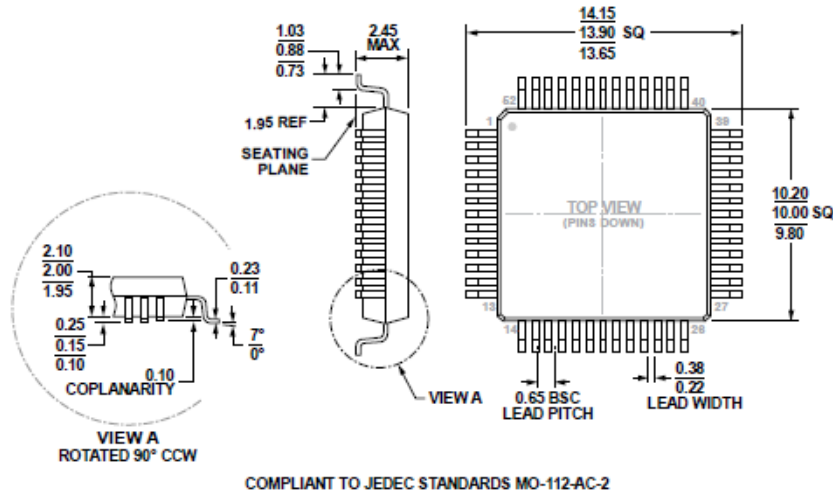 1.03
0.88
0.73
2.45
MAX
14.15
13.90 SQ
13.65
1.95 REF
SEATING
PLANE
52
40
1
39
TOP VIEW
(PINS DOWN)
10.20
10.00 SQ
9.80
13
27
14
26
2.10
2.00
1.95
0.23
0.11
0.25
0.15
0.10
0.10
COPLANARITY
7°
0°
VIEW A
ROTATED 90° CCW
VIEW A
0.65 BSC
LEAD PITCH
0.38
0.22
LEAD WIDTH
COMPLIANT TO JEDEC STANDARDS MO-112-AC-2